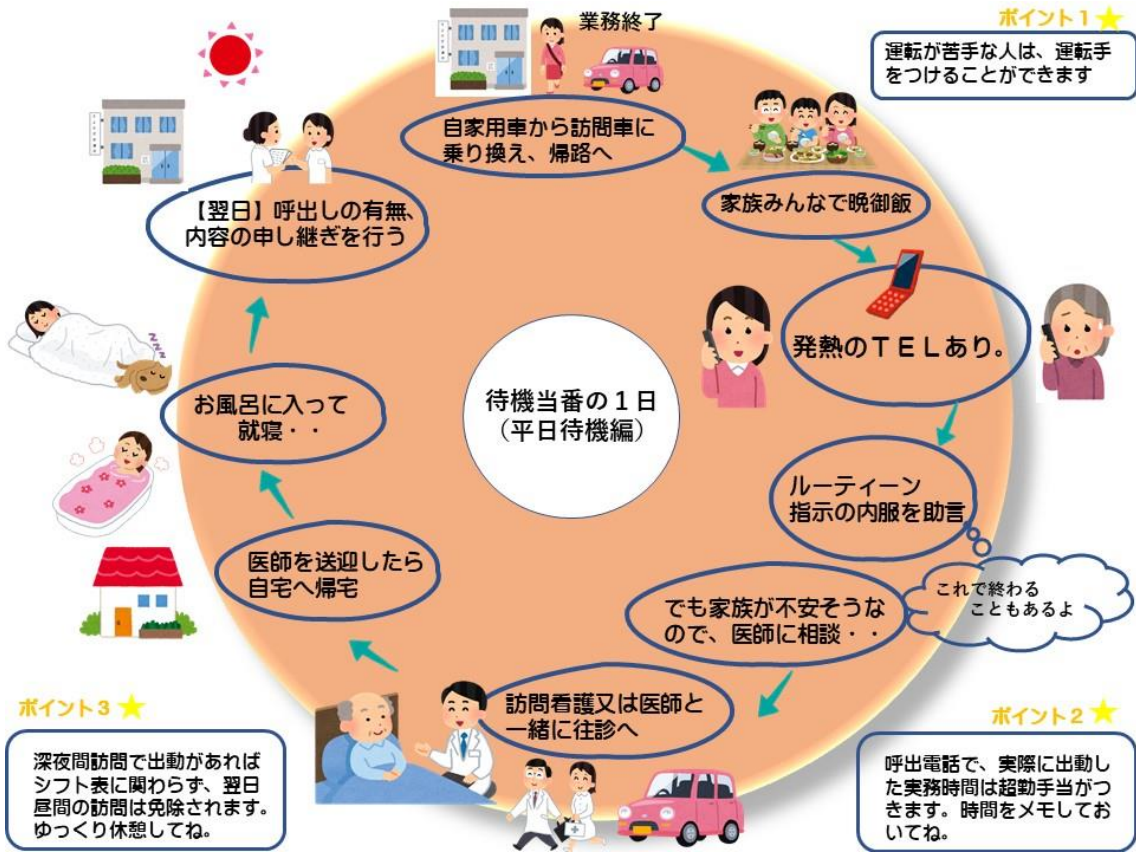 業務終了
ポイント1
運転が苦手な人は、運転手
をつけることができます
自家用車から訪問車に
乗り換え、帰路へ
家族みんなで晩御飯
発熱のTELあり。
ルーティーン
指示の内服を助言
これで終わる
こともあるよ
でも家族が不安そうな
ので、医師に相談・・
訪問看護又は医師と
一緒に往診へ
医師を送迎したら
自宅へ帰宅
お風呂に入って
就寝・・
ZZZ
【翌日】呼出しの有無、
内容の申し継ぎを行う
待機当番の1日
(平日待機編)
ポイント2
呼出電話で、実際に出動し
た実務時間は超勤手当がつ
きます。時間をメモしてお
いてね。
ポイント3
深夜間訪問で出動があれば
シフト表に関わらず、翌日
昼間の訪問は免除されます。
ゆっくり休憩してね。